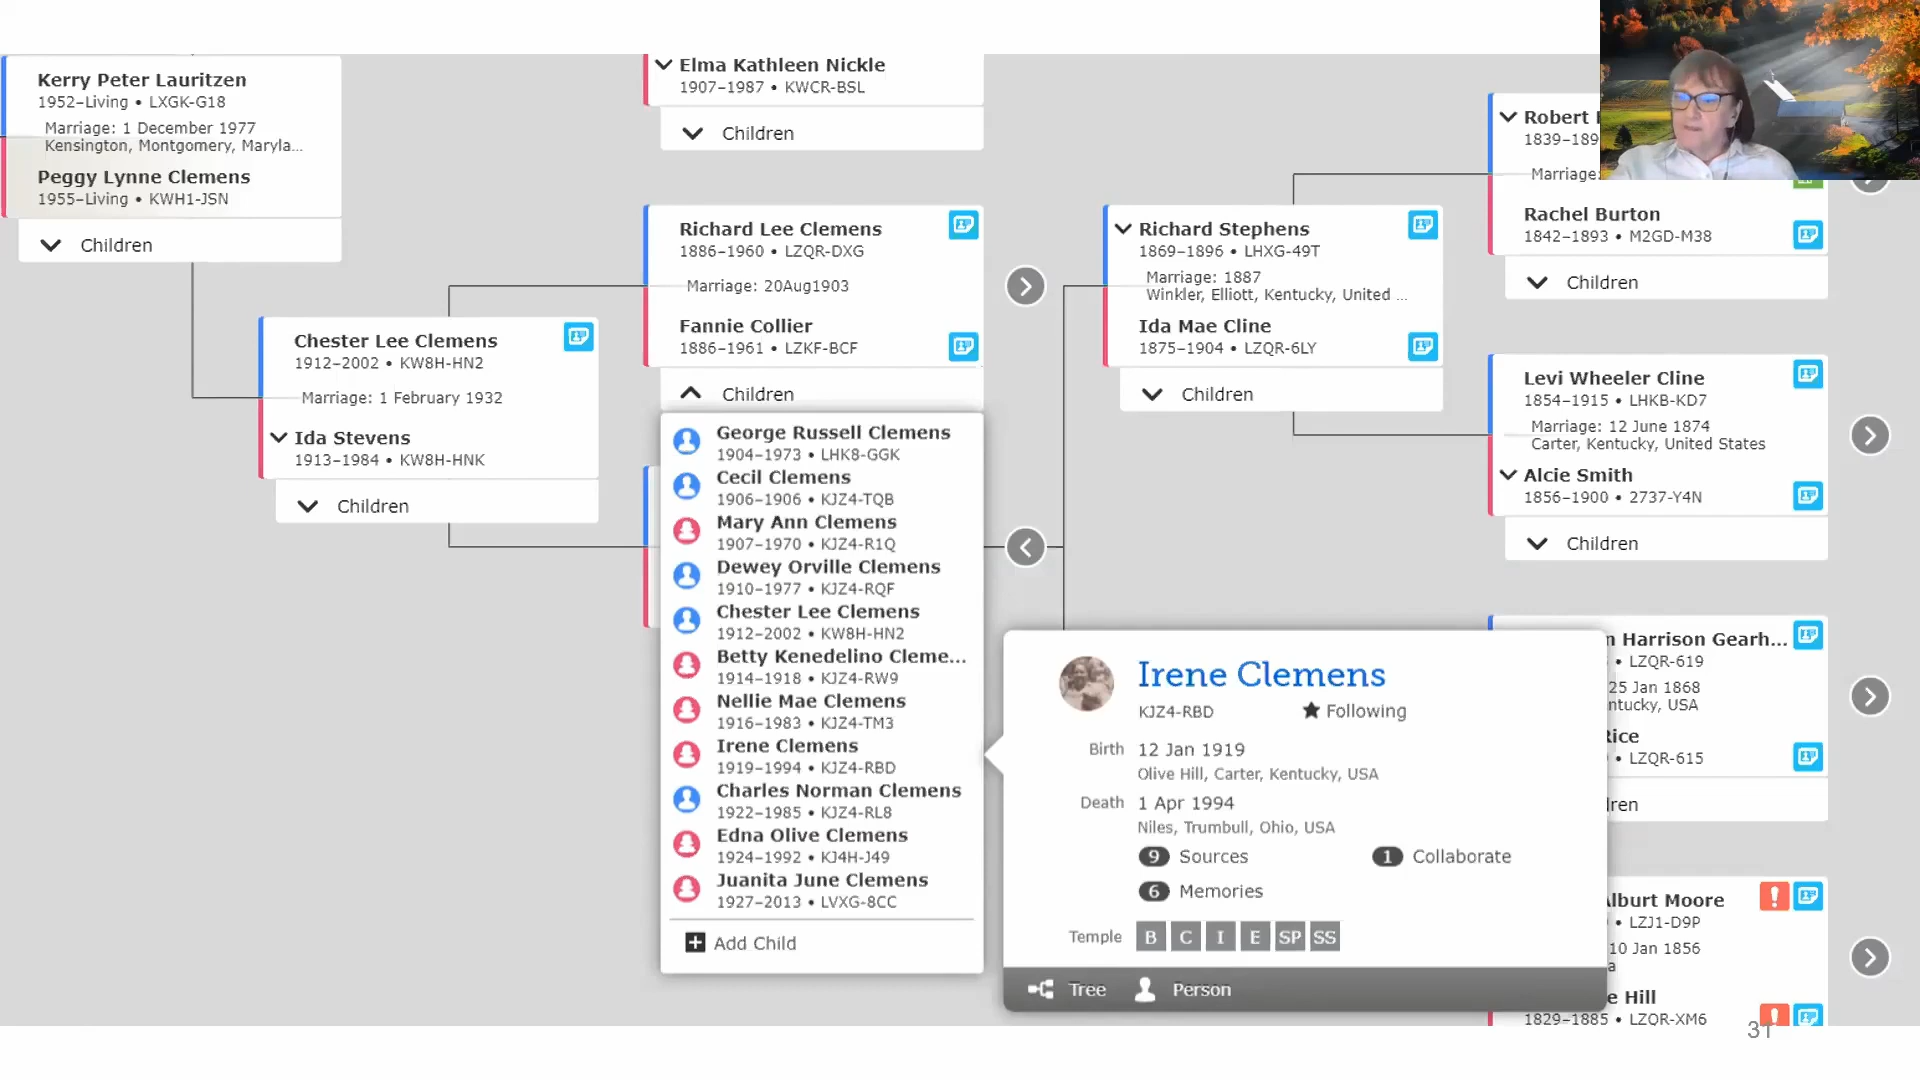 Kerry Peter Lauritzen
1952–Living • LXGK-G18
Marriage: 1 December 1977
Kensington, Montgomery, Maryla...
Peggy Lynne Clemens
1955–Living • KWH1-JSN
Children
Chester Lee Clemens
1912–2002 • KW8H-HN2
Marriage: 1 February 1932
Ida Stevens
1913–1984 • KW8H-HNK
Children
Elma Kathleen Nickle
1907–1987 • KWCR-BSL
Children
Richard Lee Clemens
1886–1960 • LZQR-DXG
Marriage: 20Aug1903
Fannie Collier
1886–1961 • LZKF-BCF
Children
George Russell Clemens
1904–1973 • LHK8-GGK
Cecil Clemens
1906–1906 • KJZ4-TQB
Mary Ann Clemens
1907–1970 • KJZ4-R1Q
Dewey Orville Clemens
1910–1977 • KJZ4-RQF
Chester Lee Clemens
1912–2002 • KW8H-HN2
Betty Kenedelino Cleme...
1914–1918 • KJZ4-RW9
Nellie Mae Clemens
1916–1983 • KJZ4-TM3
Irene Clemens
1919–1994 • KJZ4-RBD
Charles Norman Clemens
1922–1985 • KJZ4-RL8
Edna Olive Clemens
1924–1992 • KJ4H-J49
Juanita June Clemens
1927–2013 • LVXG-8CC
Add Child
Richard Stephens
1869–1896 • LHXG-49T
Marriage: 1887
Winkler, Elliott, Kentucky, United ...
Ida Mae Cline
1875–1904 • LZQR-6LY
Children
Irene Clemens
KJZ4-RBD
Following
Birth 12 Jan 1919
Olive Hill, Carter, Kentucky, USA
Death 1 Apr 1994
Niles, Trumbull, Ohio, USA
9 Sources
1 Collaborate
6 Memories
Temple B C I E SP SS
Tree Person
Robert
1839–189
Marriage:
Rachel Burton
1842–1893 • M2GD-M38
Children
Levi Wheeler Cline
1854–1915 • LHKB-KD7
Marriage: 12 June 1874
Carter, Kentucky, United States
Alcie Smith
1856–1900 • 2737-Y4N
Children
n Harrison Gearh...
• LZQR-619
25 Jan 1868
ntucky, USA
Rice
• LZQR-615
ren
lburt Moore
• LZJ1-D9P
10 Jan 1856
a
e Hill
1829–1885 • LZQR-XM6
31